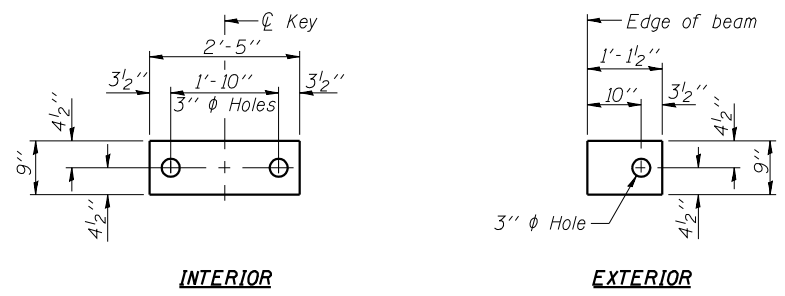 ℄ Key
2'-5"
3½"
1'-10"
3½"
3" ϕ Holes
4½"
9"
4½"
INTERIOR
Edge of beam
1'-1½"
10"
3½"
4½"
9"
4½"
3" ϕ Hole
EXTERIOR